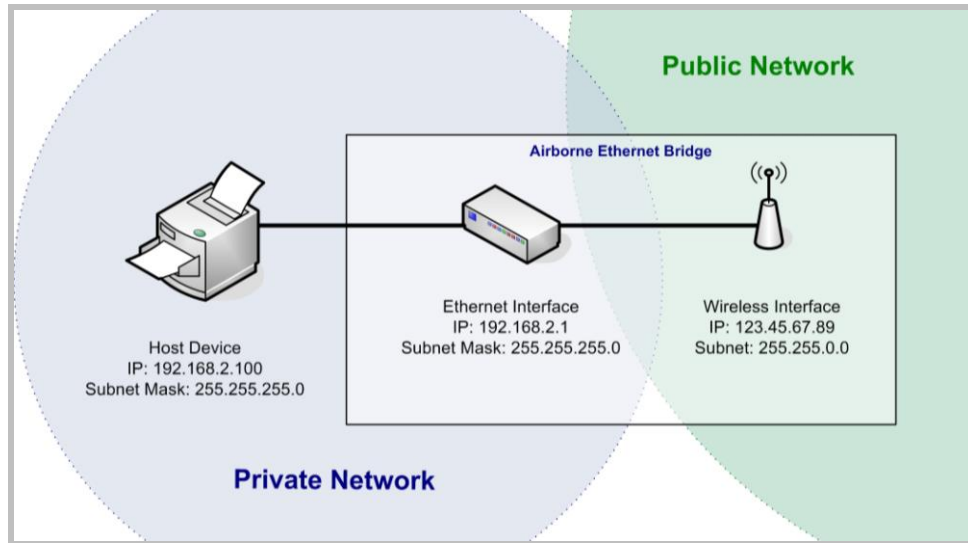 Public Network
Airborne Ethernet Bridge
Ethernet Interface
IP: 192.168.2.1
Subnet Mask: 255.255.255.0
Wireless Interface
IP: 123.45.67.89
Subnet: 255.255.0.0
Host Device
IP: 192.168.2.100
Subnet Mask: 255.255.255.0
Private Network